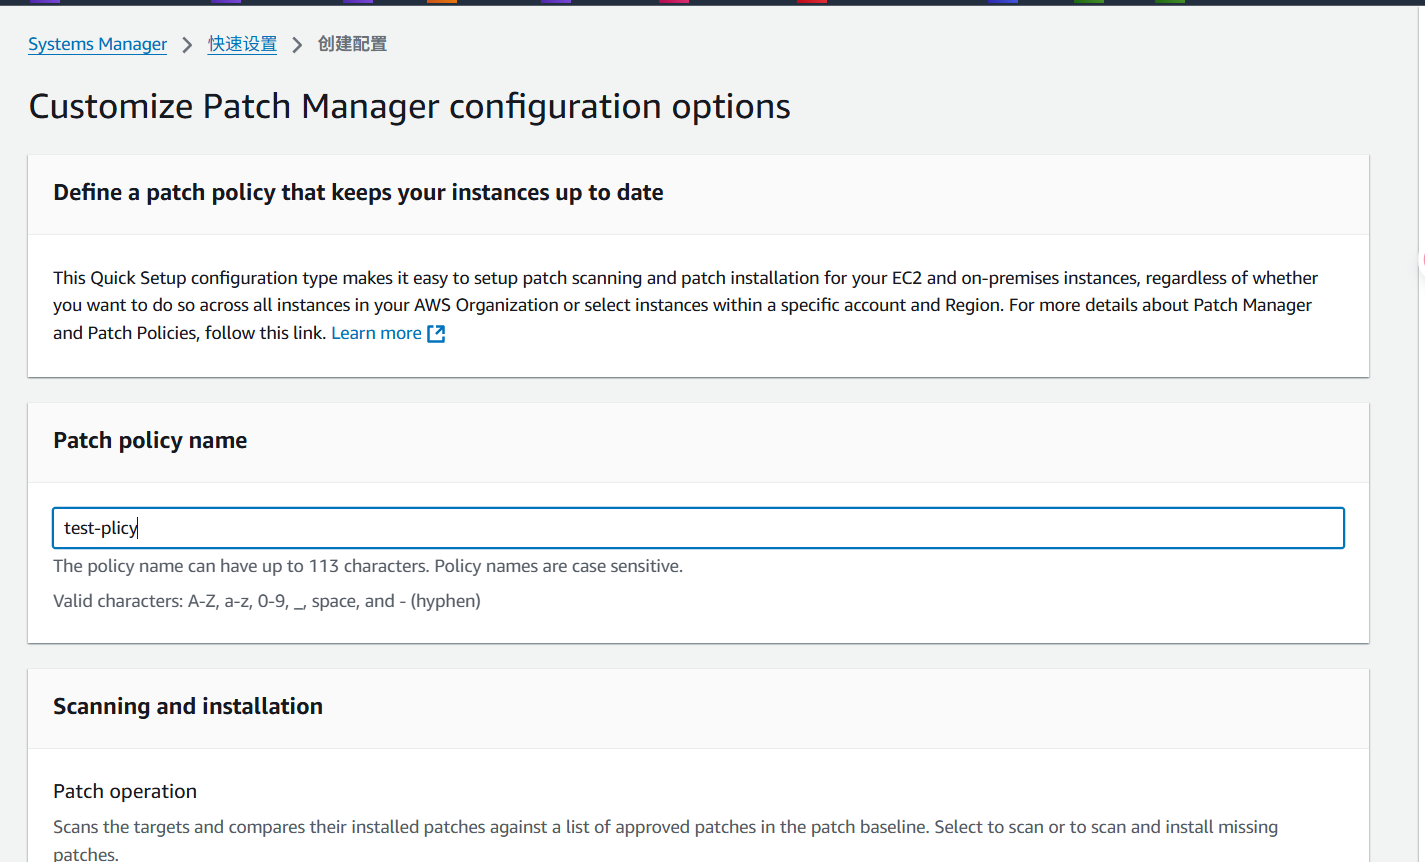 Systems Manager > 快速设置 > 创建配置
Customize Patch Manager configuration options
Define a patch policy that keeps your instances up to date
This Quick Setup configuration type makes it easy to setup patch scanning and patch installation for your EC2 and on-premises instances, regardless of whether
you want to do so across all instances in your AWS Organization or select instances within a specific account and Region. For more details about Patch Manager
and Patch Policies, follow this link. Learn more
Patch policy name
test-plicy
The policy name can have up to 113 characters. Policy names are case sensitive.
Valid characters: A-Z, a-z, 0-9, _, space, and - (hyphen)
Scanning and installation
Patch operation
Scans the targets and compares their installed patches against a list of approved patches in the patch baseline. Select to scan or to scan and install missing
patches.